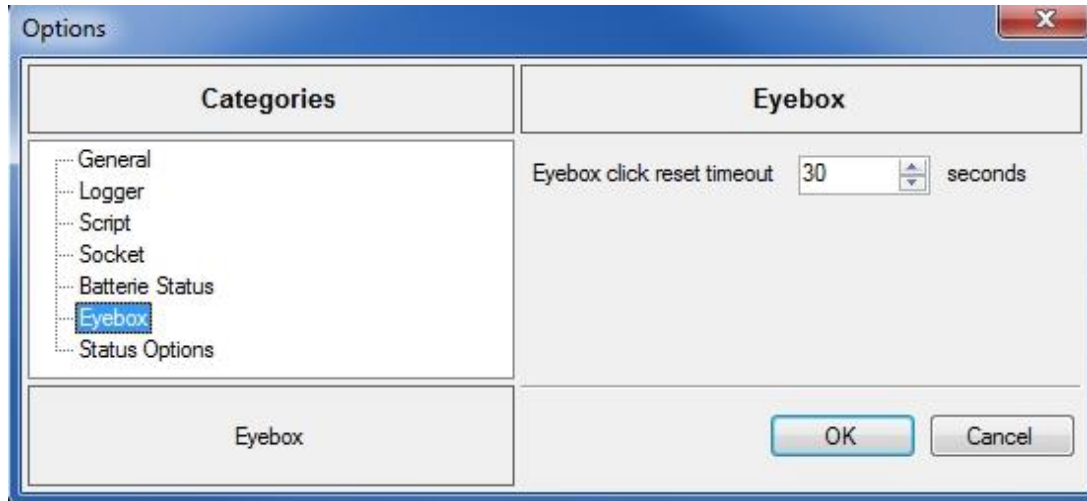 Options
Categories
General
Logger
Script
Socket
Batterie Status
Eyebox
Status Options
Eyebox
Eyebox
Eyebox click reset timeout 30 seconds
OK Cancel